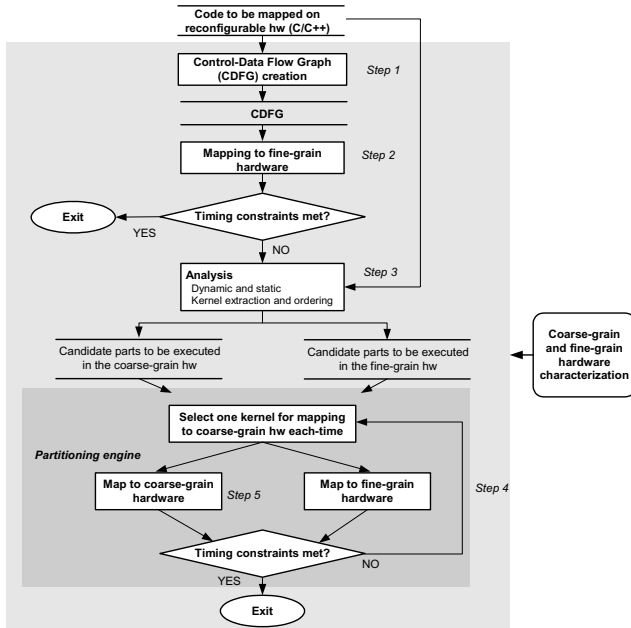 Code to be mapped on
reconfigurable hw (C/C++)
Control-Data Flow Graph
(CDFG) creation
Step 1
CDFG
Mapping to fine-grain
hardware
Step 2
Timing constraints met?
Exit
YES
NO
Analysis
Dynamic and static
Kernel extraction and ordering
Step 3
Candidate parts to be executed
in the coarse-grain hw
Candidate parts to be executed
in the fine-grain hw
Coarse-grain
and fine-grain
hardware
characterization
Select one kernel for mapping
to coarse-grain hw each-time
Partitioning engine
Map to coarse-grain
hardware
Step 5
Map to fine-grain
hardware
Step 4
Timing constraints met?
NO
YES
Exit